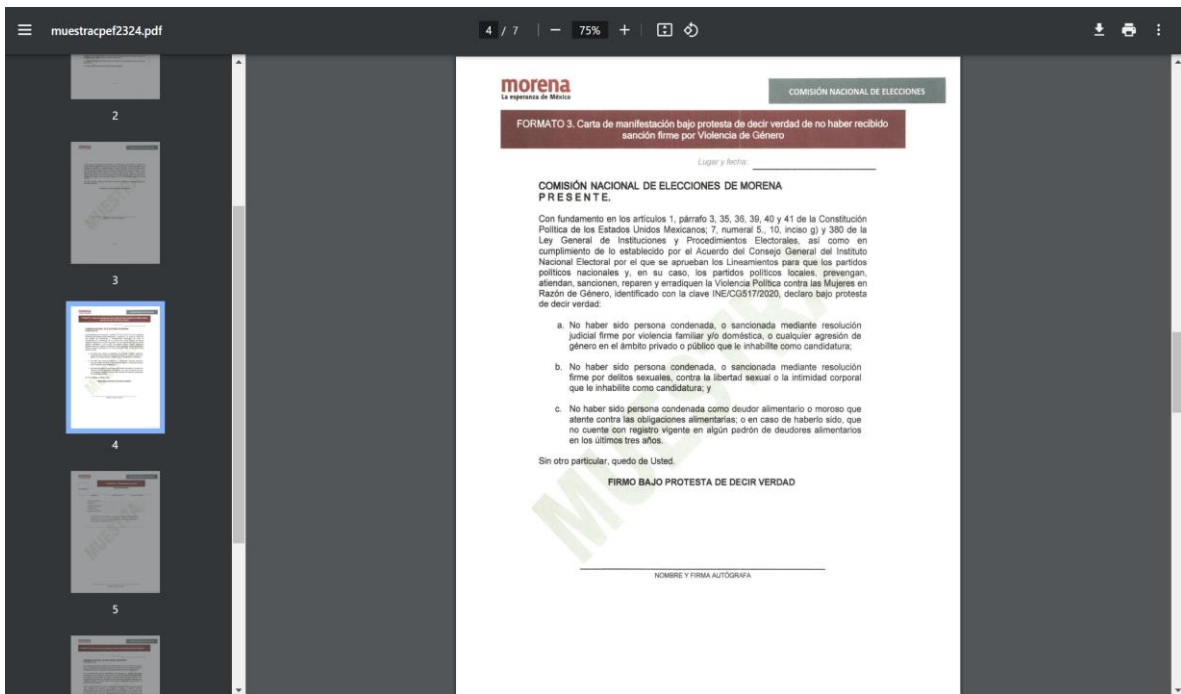 muestracpef2324.pdf
4 / 7
75%
2
3
4
5
morena
La esperanza de México
COMISIÓN NACIONAL DE ELECCIONES
FORMATO 3. Carta de manifestación bajo protesta de decir verdad de no haber recibido
sanción firme por Violencia de Género
Lugar y fecha:
COMISIÓN NACIONAL DE ELECCIONES DE MORENA
P R E S E N T E.
Con fundamento en los artículos 1, párrafo 3, 35, 36, 39, 40 y 41 de la Constitución
Política de los Estados Unidos Mexicanos; 7, numeral 5., 10, inciso g) y 380 de la
Ley General de Instituciones y Procedimientos Electorales, así como en
cumplimiento de lo establecido por el Acuerdo del Consejo General del Instituto
Nacional Electoral por el que se aprueban los Lineamientos para que los partidos
políticos nacionales y, en su caso, los partidos políticos locales, prevengan,
atiendan, sancionen, reparen y erradiquen la Violencia Política contra las Mujeres en
Razón de Género, identificado con la clave INE/CG517/2020, declaro bajo protesta
de decir verdad:
a. No haber sido persona condenada, o sancionada mediante resolución
judicial firme por violencia familiar y/o doméstica, o cualquier agresión de
género en el ámbito privado o público que le inhabilite como candidatura;
b. No haber sido persona condenada, o sancionada mediante resolución
firme por delitos sexuales, contra la libertad sexual o la intimidad corporal
que le inhabilite como candidatura; y
c. No haber sido persona condenada como deudor alimentario o moroso que
atente contra las obligaciones alimentarias; o en caso de haberlo sido, que
no cuente con registro vigente en algún padrón de deudores alimentarios
en los últimos tres años.
Sin otro particular, quedo de Usted.
FIRMO BAJO PROTESTA DE DECIR VERDAD
MUESTRA
NOMBRE Y FIRMA AUTÓGRAFA